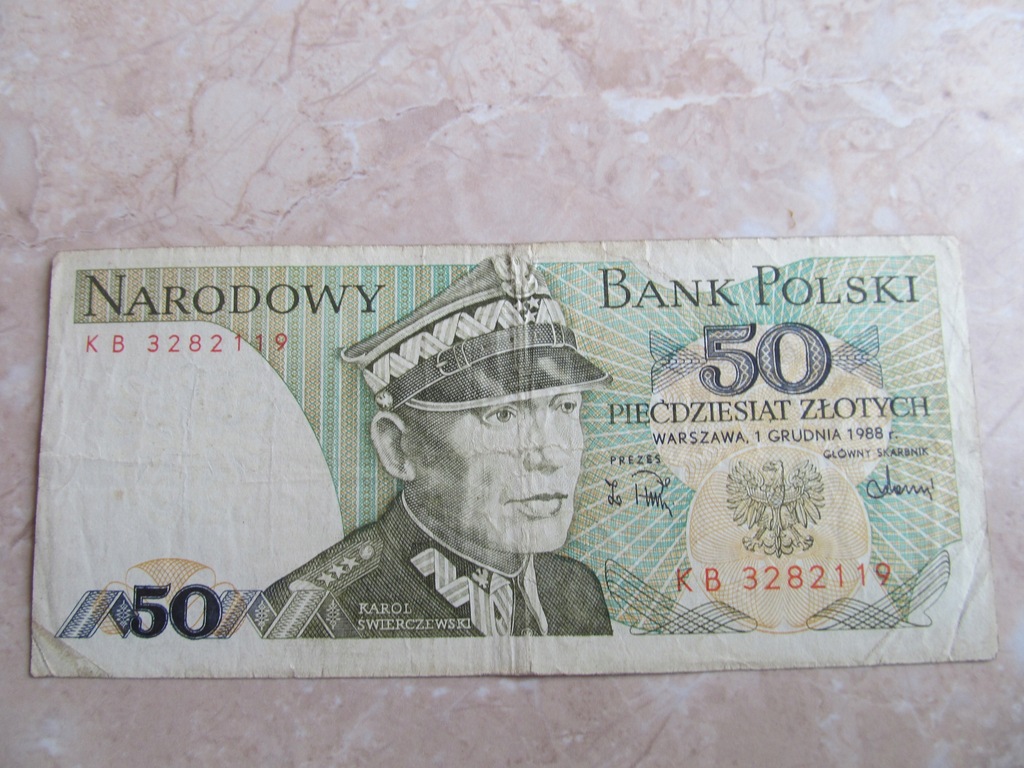 NARODOWY BANK POLSKI
KB 3282119
50
PIĘĆDZIESIĄT ZŁOTYCH
WARSZAWA, 1 GRUDNIA 1988 r.
PREZES GŁÓWNY SKARBNIK
KB 3282119
50
KAROL
ŚWIERCZEWSKI